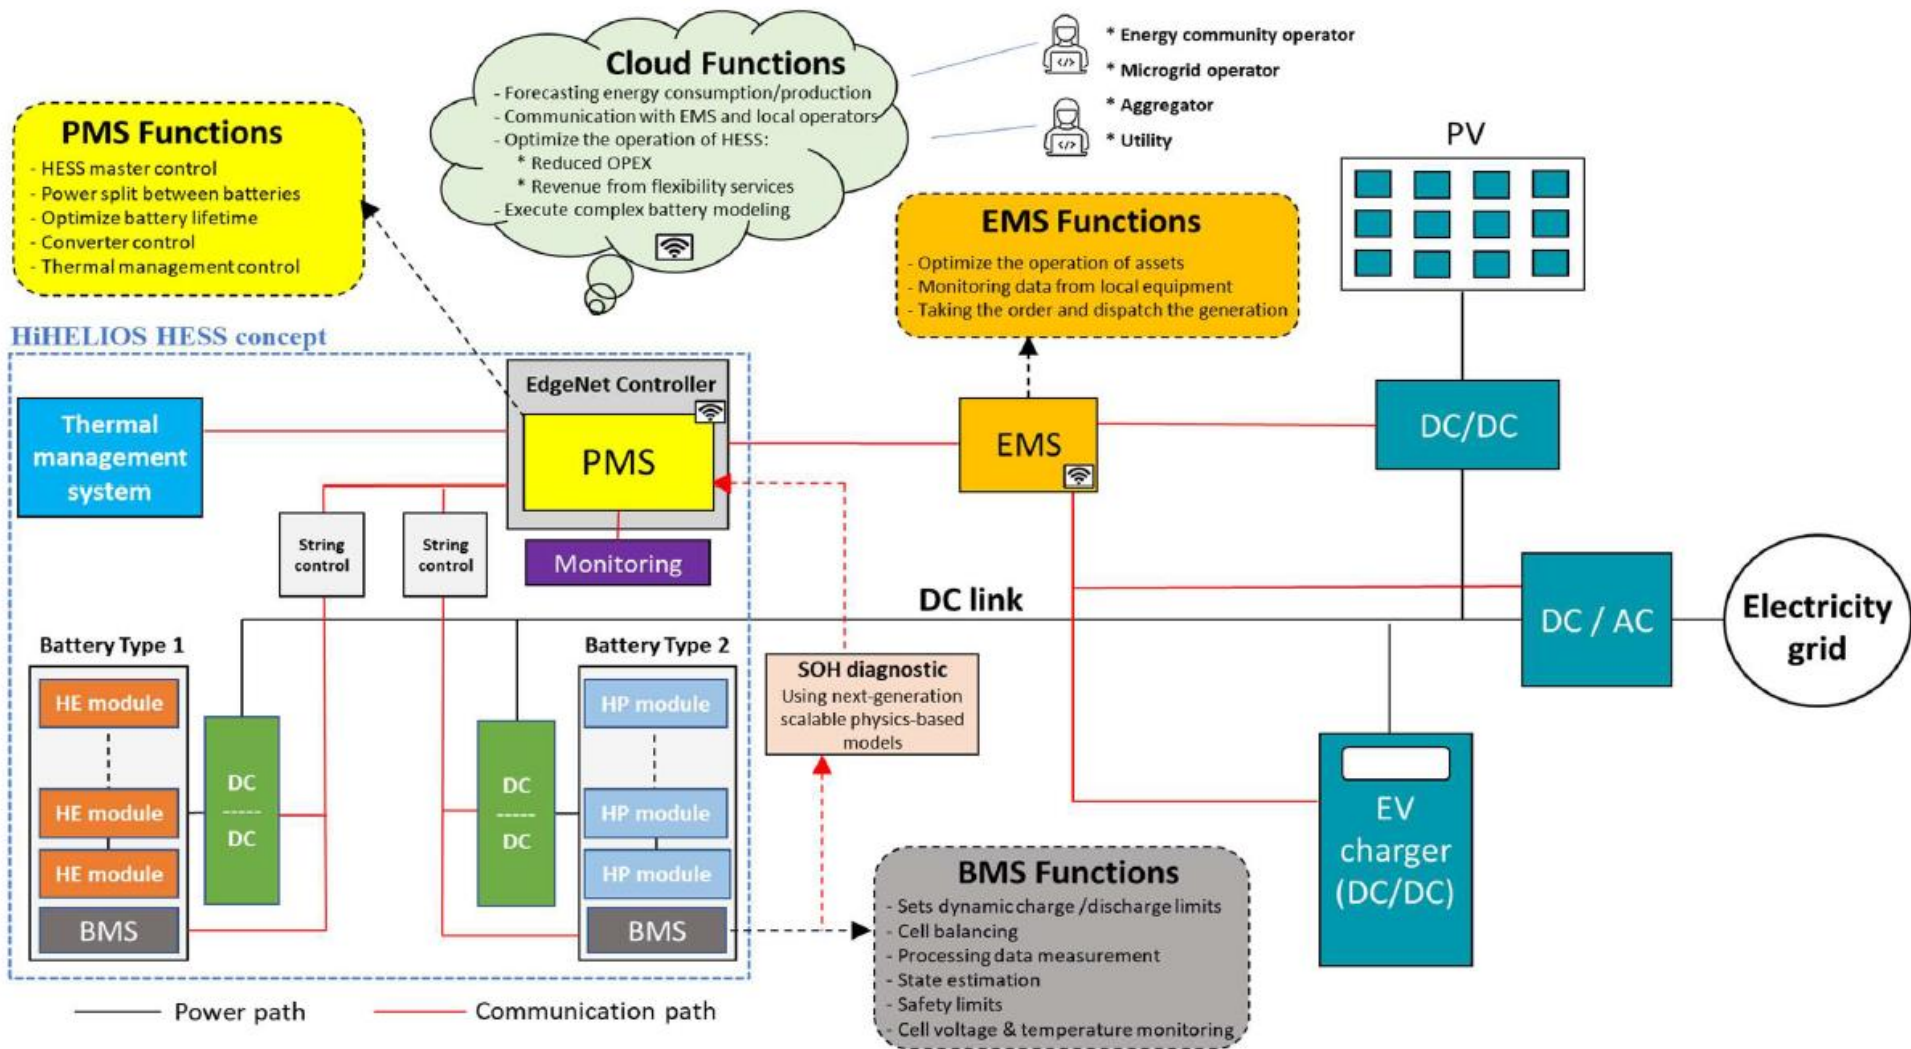 Cloud Functions
- Forecasting energy consumption/production
- Communication with EMS and local operators
- Optimize the operation of HESS:
* Reduced OPEX
* Revenue from flexibility services
- Execute complex battery modeling
</>
* Energy community operator
* Microgrid operator
</>
* Aggregator
* Utility
PMS Functions
- HESS master control
- Power split between batteries
- Optimize battery lifetime
- Converter control
- Thermal management control
EMS Functions
- Optimize the operation of assets
- Monitoring data from local equipment
- Taking the order and dispatch the generation
PV
HiHELIOS HESS concept
EdgeNet Controller
PMS
Thermal
management
system
EMS
DC/DC
String
control
String
control
Monitoring
DC link
DC / AC
Electricity
grid
Battery Type 1
HE module
HE module
HE module
BMS
DC
DC
Battery Type 2
HP module
HP module
HP module
BMS
DC
DC
SOH diagnostic
Using next-generation
scalable physics-based
models
EV
charger
(DC/DC)
BMS Functions
- Sets dynamic charge /discharge limits
- Cell balancing
- Processing data measurement
- State estimation
- Safety limits
- Cell voltage & temperature monitoring
Power path
Communication path